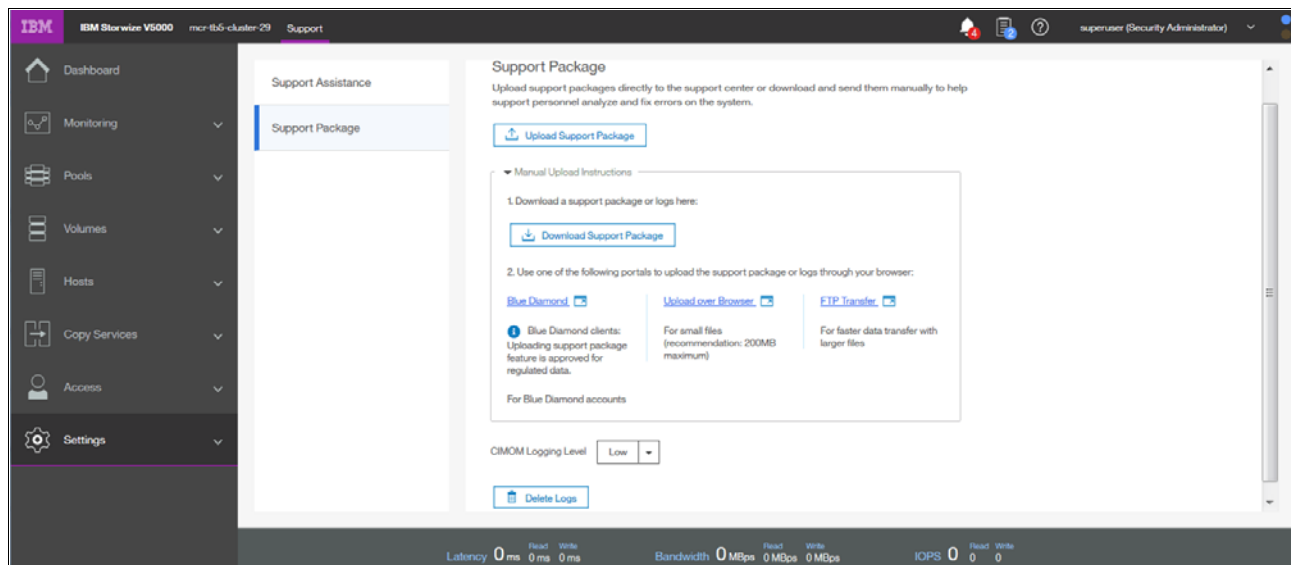 IBM
IBM Storwize V5000 mcr-tb5-cluster-29 Support
4
2
superuser (Security Administrator)
Dashboard
Monitoring
Pools
Volumes
Hosts
Copy Services
Access
Settings
Support Assistance
Support Package
Support Package
Upload support packages directly to the support center or download and send them manually to help
support personnel analyze and fix errors on the system.
Upload Support Package
Manual Upload Instructions
1. Download a support package or logs here:
Download Support Package
2. Use one of the following portals to upload the support package or logs through your browser:
Blue Diamond
Blue Diamond clients:
Uploading support package
feature is approved for
regulated data.
For Blue Diamond accounts
Upload over Browser
For small files
(recommendation: 200MB
maximum)
FTP Transfer
For faster data transfer with
larger files
CIMOM Logging Level Low
Delete Logs
Latency 0 ms Read 0 ms Write 0 ms
Bandwidth 0 MBps Read 0 MBps Write 0 MBps
IOPS 0 Read 0 Write 0